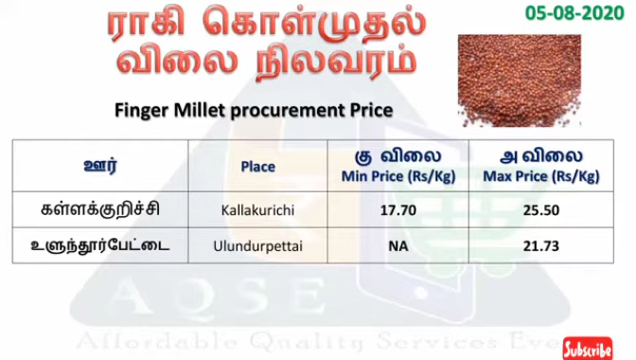 05-08-2020
ராகி கொள்முதல்
விலை நிலவரம்
Finger Millet procurement Price
ஊர் Place கு விலை அ விலை
Min Price (Rs/Kg) Max Price (Rs/Kg)
கள்ளக்குறிச்சி Kallakurichi 17.70 25.50
உளுந்தூர்பேட்டை Ulundurpettai NA 21.73
AQSE
Affordable Quality Services Ever
Subscribe